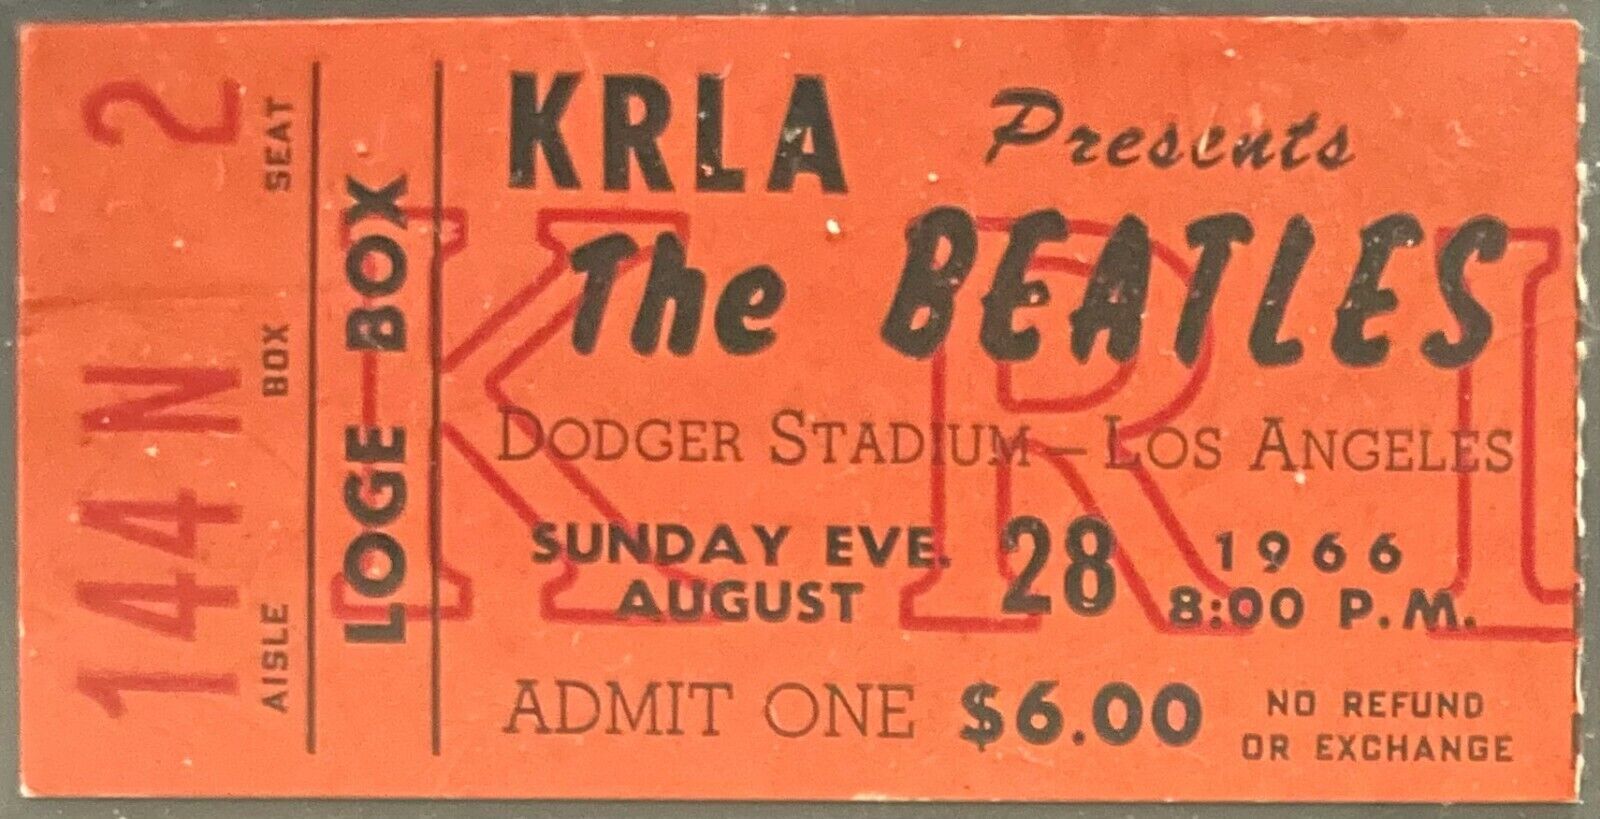 144 N 2
AISLE BOX SEAT
LOGE-BOX
KRLA Presents
The BEATLES
DODGER STADIUM — LOS ANGELES
SUNDAY EVE. AUGUST 28 1966 8:00 P.M.
ADMIT ONE $6.00
NO REFUND
OR EXCHANGE
K R L